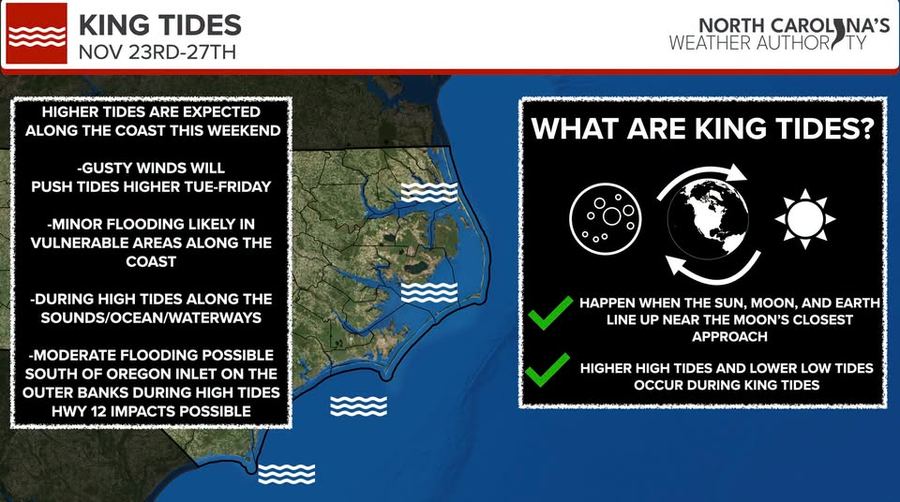 KING TIDES
NOV 23RD-27TH
NORTH CAROLINA'S
WEATHER AUTHORITY
HIGHER TIDES ARE EXPECTED
ALONG THE COAST THIS WEEKEND
-GUSTY WINDS WILL
PUSH TIDES HIGHER TUE-FRIDAY
-MINOR FLOODING LIKELY IN
VULNERABLE AREAS ALONG THE
COAST
-DURING HIGH TIDES ALONG THE
SOUNDS/OCEAN/WATERWAYS
-MODERATE FLOODING POSSIBLE
SOUTH OF OREGON INLET ON THE
OUTER BANKS DURING HIGH TIDES
HWY 12 IMPACTS POSSIBLE
WHAT ARE KING TIDES?
HAPPEN WHEN THE SUN, MOON, AND EARTH
LINE UP NEAR THE MOON'S CLOSEST
APPROACH
HIGHER HIGH TIDES AND LOWER LOW TIDES
OCCUR DURING KING TIDES